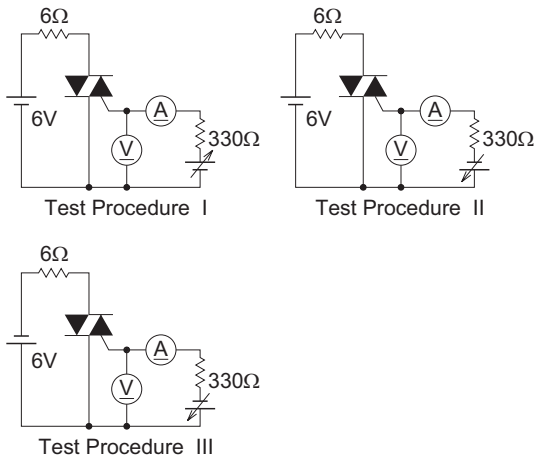 6Ω
6V
A
V
330Ω
Test Procedure I
6Ω
6V
A
V
330Ω
Test Procedure II
6Ω
6V
A
V
330Ω
Test Procedure III